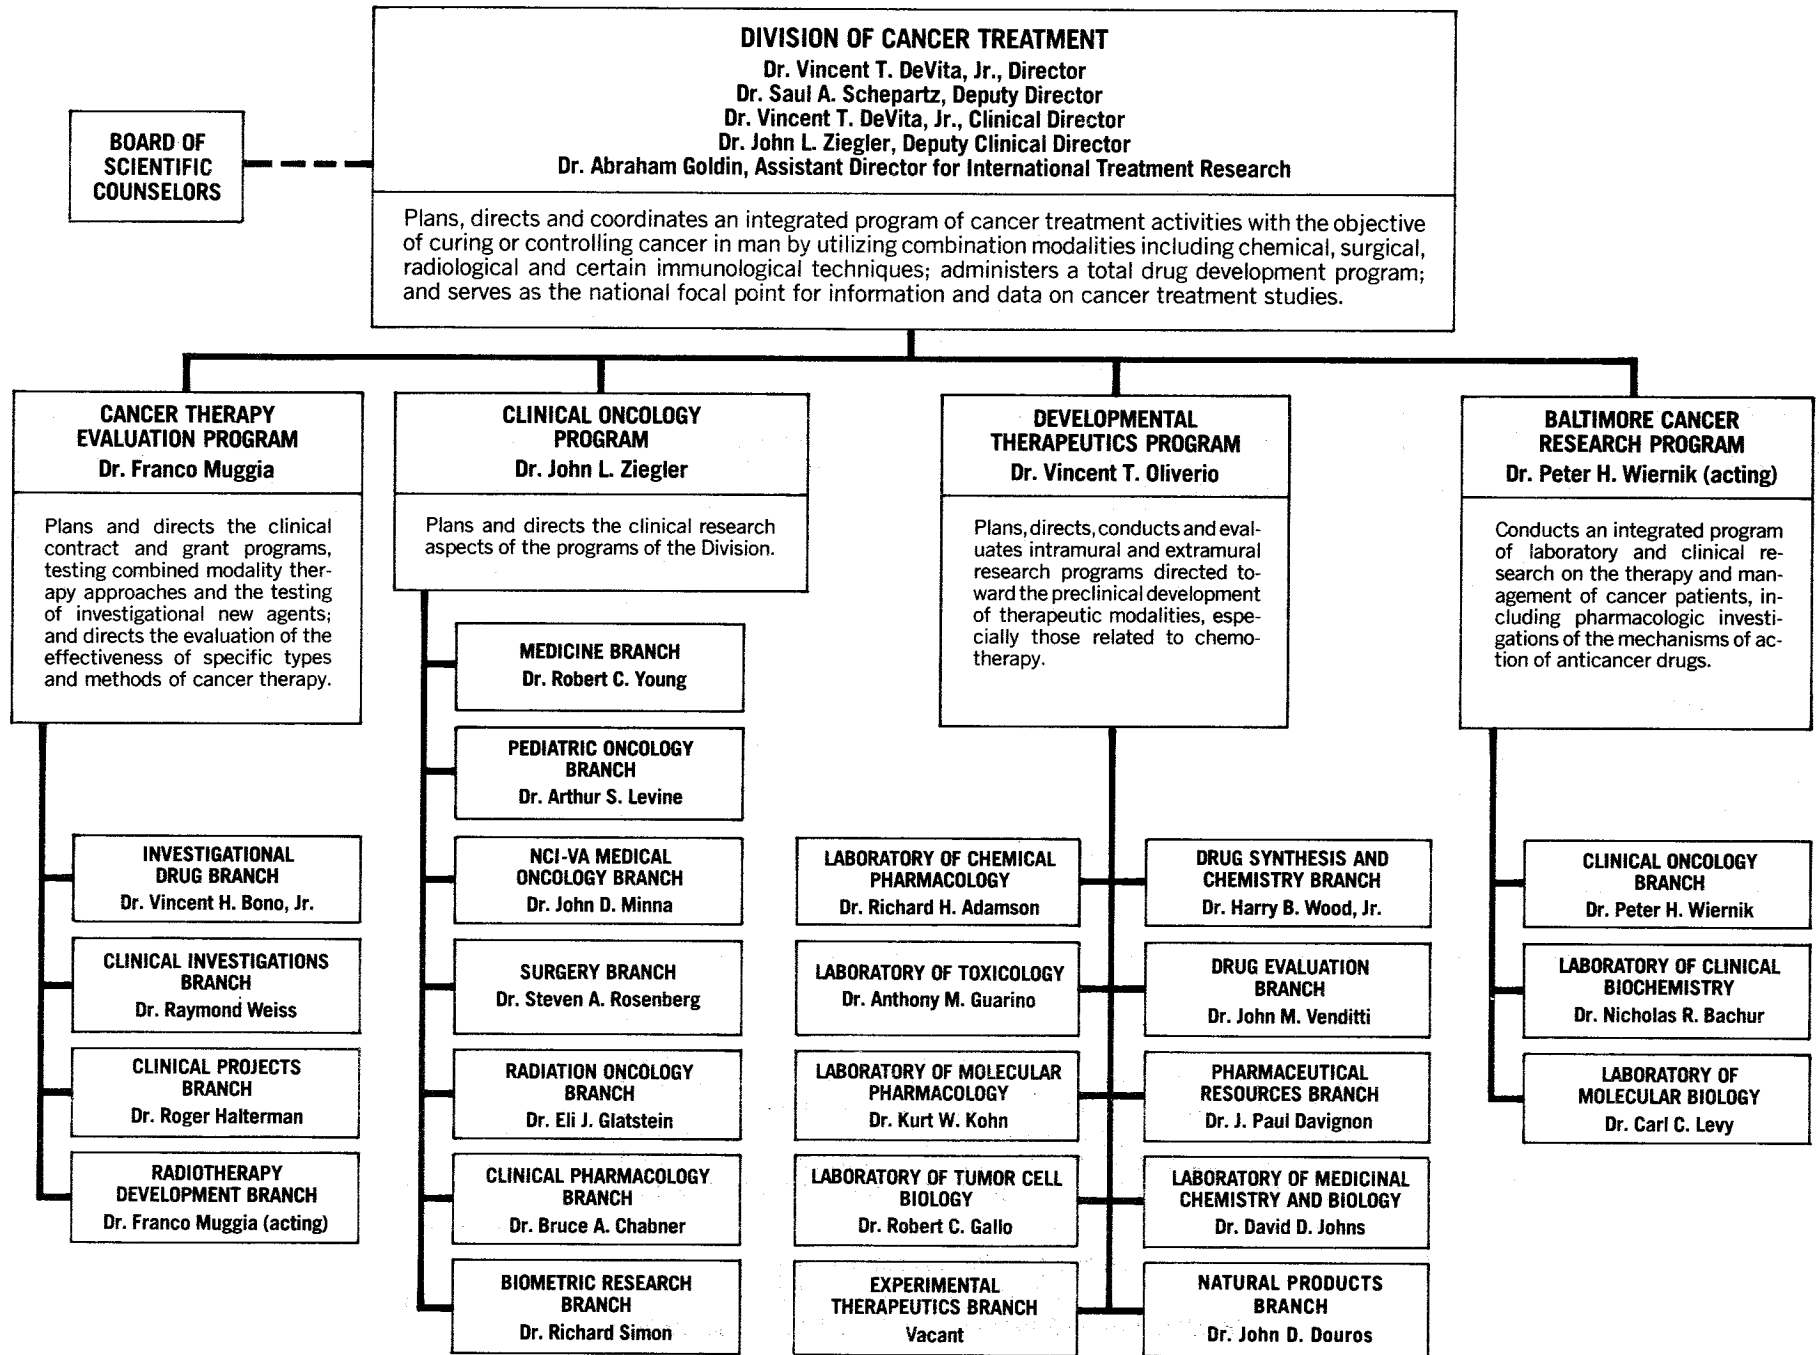 DIVISION OF CANCER TREATMENT
Dr. Vincent T. DeVita, Jr., Director
Dr. Saul A. Schepartz, Deputy Director
Dr. Vincent T. DeVita, Jr., Clinical Director
Dr. John L. Ziegler, Deputy Clinical Director
Dr. Abraham Goldin, Assistant Director for International Treatment Research
BOARD OF
SCIENTIFIC
COUNSELORS
Plans, directs and coordinates an integrated program of cancer treatment activities with the objective
of curing or controlling cancer in man by utilizing combination modalities including chemical, surgical,
radiological and certain immunological techniques; administers a total drug development program;
and serves as the national focal point for information and data on cancer treatment studies.
CANCER THERAPY
EVALUATION PROGRAM
Dr. Franco Muggia
Plans and directs the clinical
contract and grant programs,
testing combined modality ther-
apy approaches and the testing
of investigational new agents;
and directs the evaluation of the
effectiveness of specific types
and methods of cancer therapy.
INVESTIGATIONAL
DRUG BRANCH
Dr. Vincent H. Bono, Jr.
CLINICAL INVESTIGATIONS
BRANCH
Dr. Raymond Weiss
CLINICAL PROJECTS
BRANCH
Dr. Roger Halterman
RADIOTHERAPY
DEVELOPMENT BRANCH
Dr. Franco Muggia (acting)
CLINICAL ONCOLOGY
PROGRAM
Dr. John L. Ziegler
Plans and directs the clinical research
aspects of the programs of the Division.
MEDICINE BRANCH
Dr. Robert C. Young
PEDIATRIC ONCOLOGY
BRANCH
Dr. Arthur S. Levine
NCI-VA MEDICAL
ONCOLOGY BRANCH
Dr. John D. Minna
SURGERY BRANCH
Dr. Steven A. Rosenberg
RADIATION ONCOLOGY
BRANCH
Dr. Eli J. Glatstein
CLINICAL PHARMACOLOGY
BRANCH
Dr. Bruce A. Chabner
BIOMETRIC RESEARCH
BRANCH
Dr. Richard Simon
DEVELOPMENTAL
THERAPEUTICS PROGRAM
Dr. Vincent T. Oliverio
Plans, directs, conducts and eval-
uates intramural and extramural
research programs directed to-
ward the preclinical development
of therapeutic modalities, espe-
cially those related to chemo-
therapy.
LABORATORY OF CHEMICAL
PHARMACOLOGY
Dr. Richard H. Adamson
LABORATORY OF TOXICOLOGY
Dr. Anthony M. Guarino
LABORATORY OF MOLECULAR
PHARMACOLOGY
Dr. Kurt W. Kohn
LABORATORY OF TUMOR CELL
BIOLOGY
Dr. Robert C. Gallo
EXPERIMENTAL
THERAPEUTICS BRANCH
Vacant
DRUG SYNTHESIS AND
CHEMISTRY BRANCH
Dr. Harry B. Wood, Jr.
DRUG EVALUATION
BRANCH
Dr. John M. Venditti
PHARMACEUTICAL
RESOURCES BRANCH
Dr. J. Paul Davignon
LABORATORY OF MEDICINAL
CHEMISTRY AND BIOLOGY
Dr. David D. Johns
NATURAL PRODUCTS
BRANCH
Dr. John D. Douros
BALTIMORE CANCER
RESEARCH PROGRAM
Dr. Peter H. Wiernik (acting)
Conducts an integrated program
of laboratory and clinical re-
search on the therapy and man-
agement of cancer patients, in-
cluding pharmacologic investi-
gations of the mechanisms of ac-
tion of anticancer drugs.
CLINICAL ONCOLOGY
BRANCH
Dr. Peter H. Wiernik
LABORATORY OF CLINICAL
BIOCHEMISTRY
Dr. Nicholas R. Bachur
LABORATORY OF
MOLECULAR BIOLOGY
Dr. Carl C. Levy